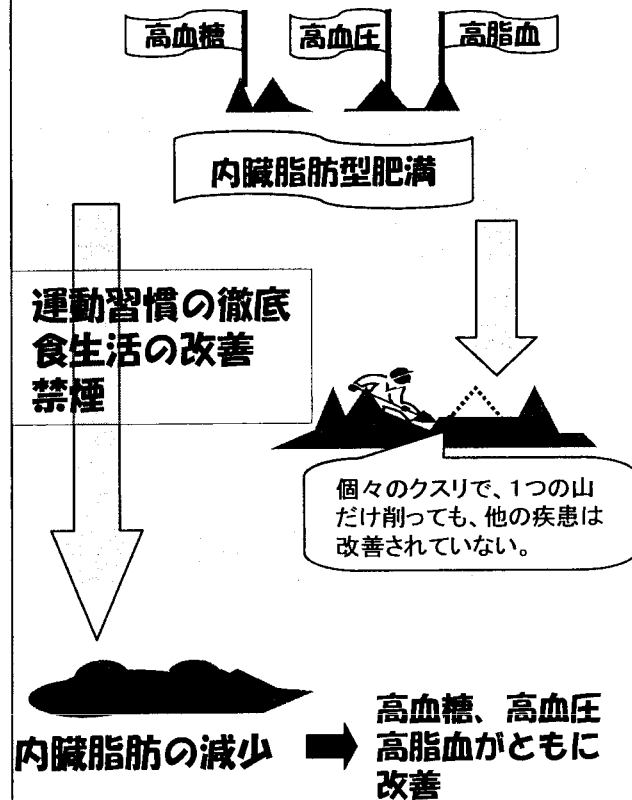 高血糖
高血圧
高脂血
内臓脂肪型肥満
運動習慣の徹底
食生活の改善
禁煙
個々のクスリで、1つの山
だけ削っても、他の疾患は
改善されていない。
内臓脂肪の減少
高血糖、高血圧
高脂血がともに
改善